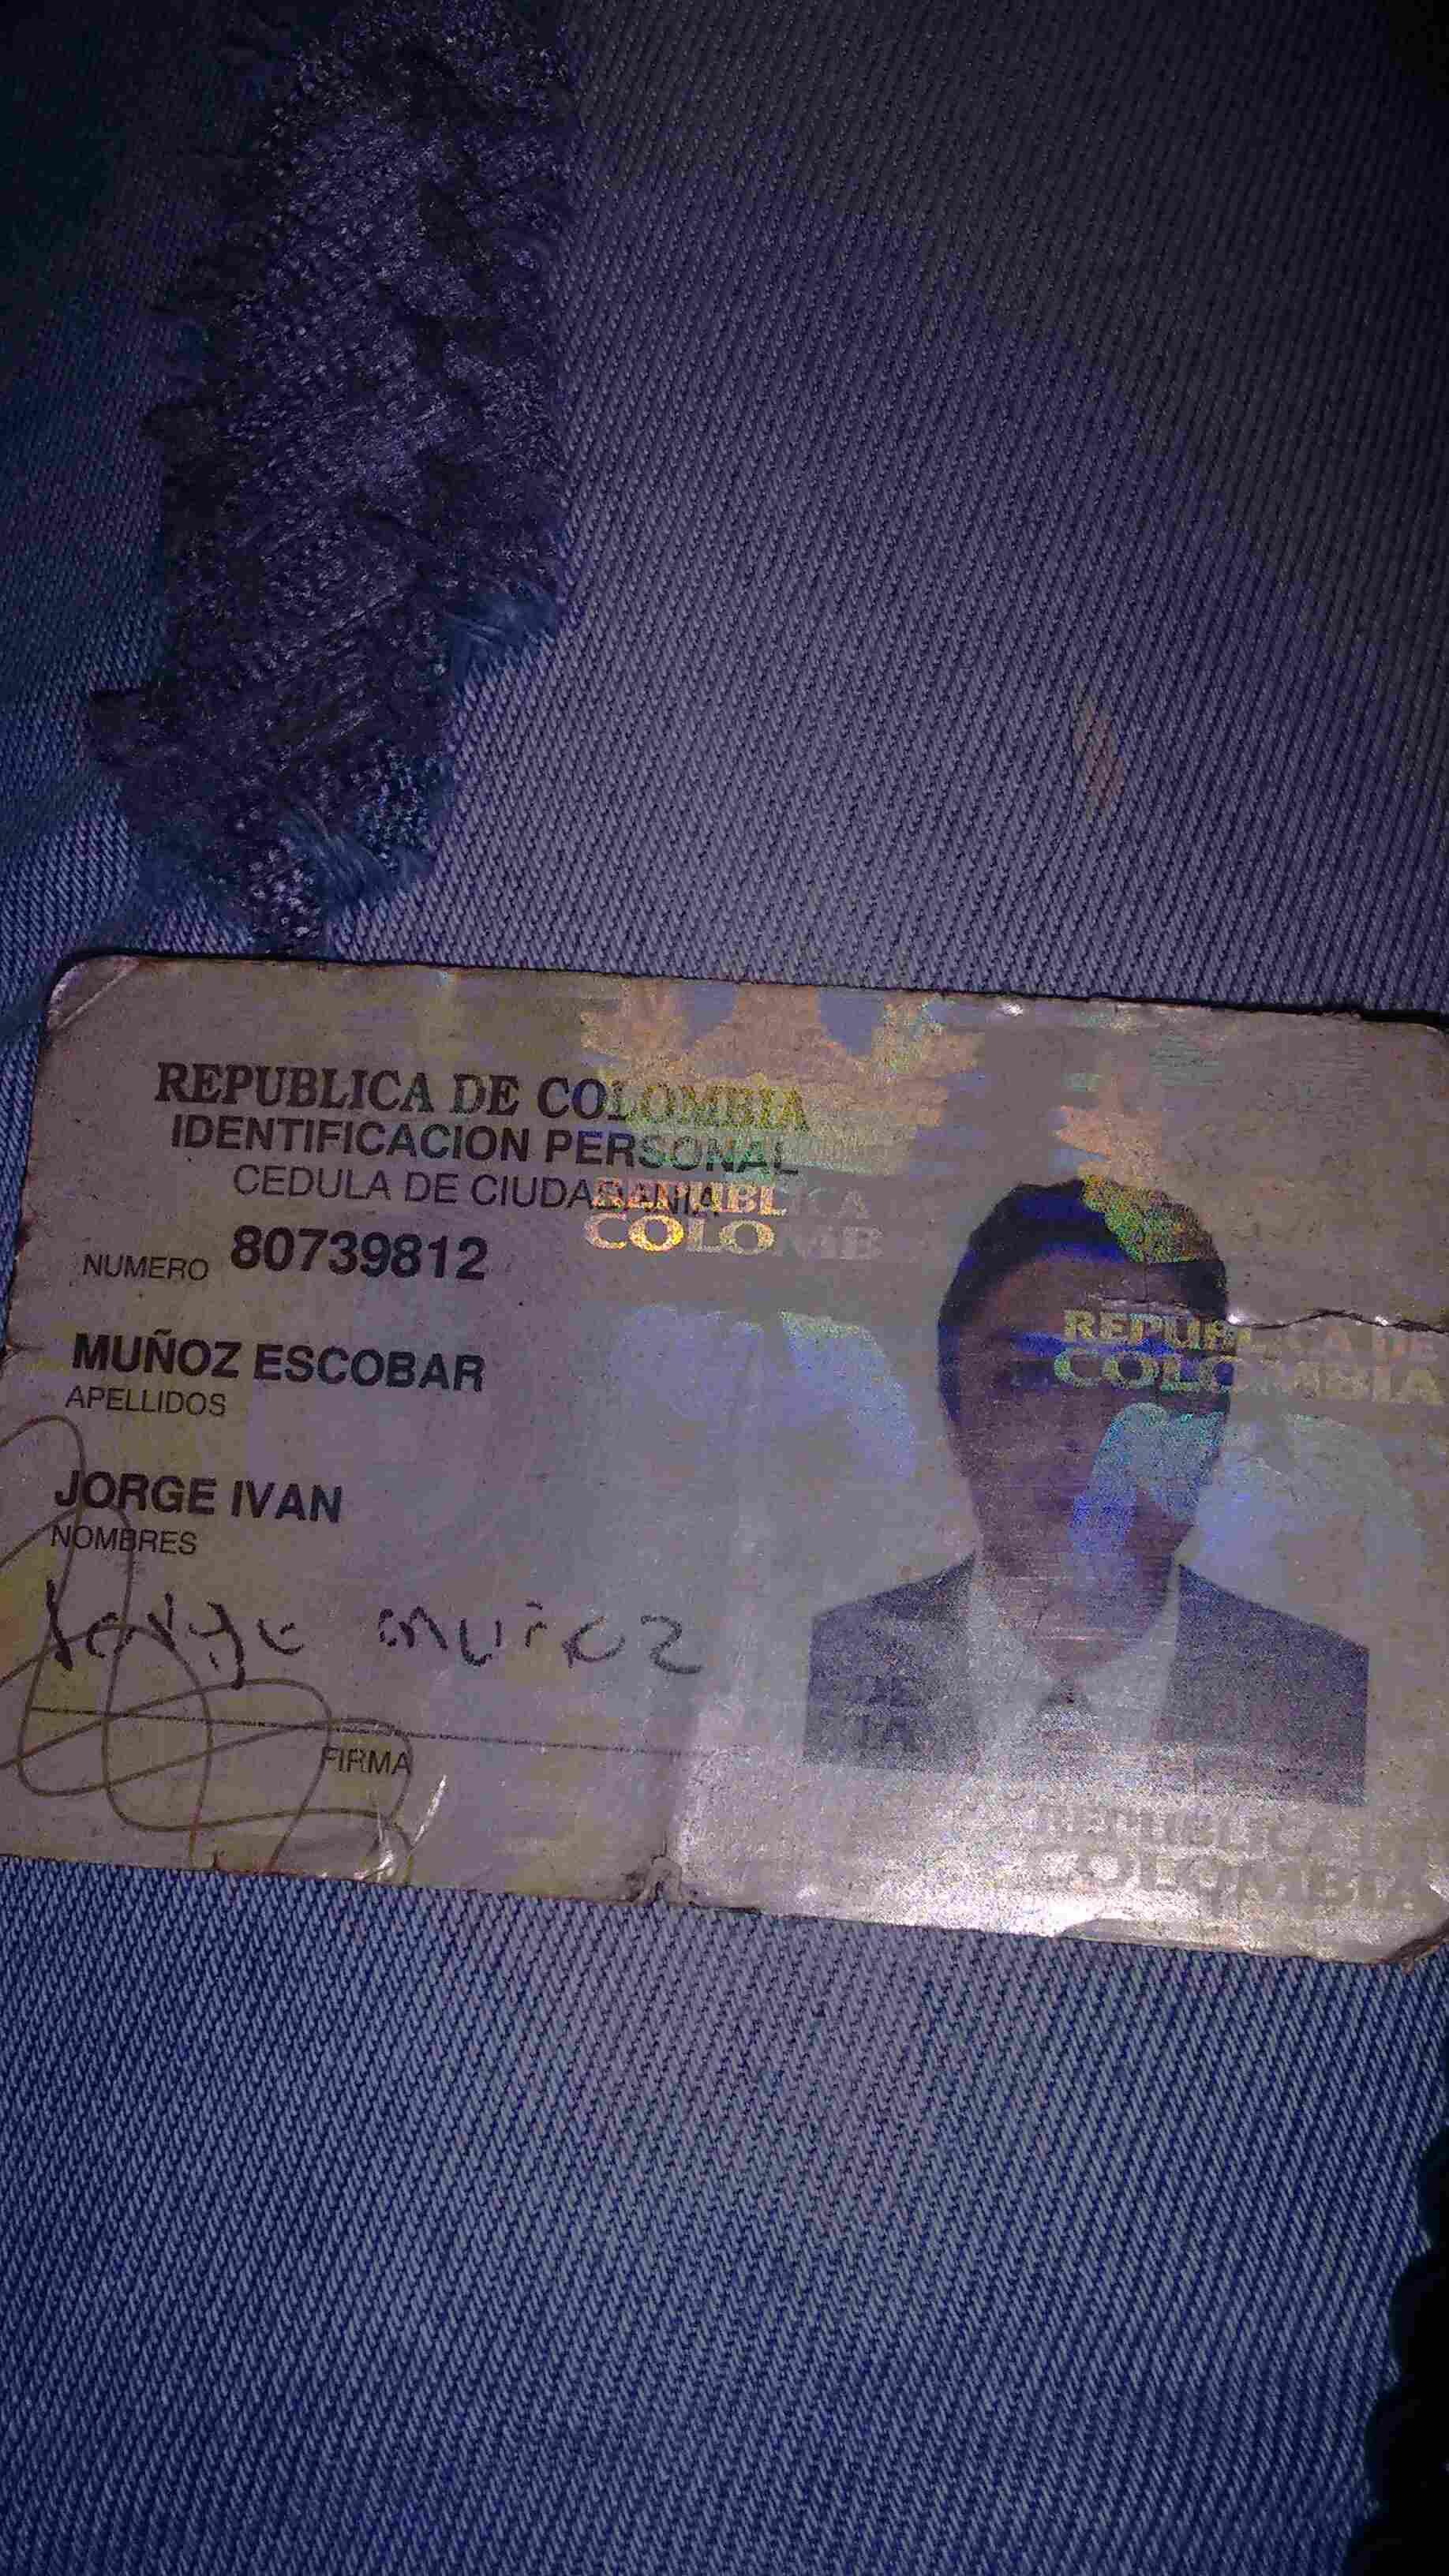 REPUBLICA DE COLOMBIA
IDENTIFICACION PERSONAL
CEDULA DE CIUDADANIA
REPUBLICA
COLOMB
NUMERO 80739812
MUÑOZ ESCOBAR
APELLIDOS
REPUBLICA DE
COLOMBIA
JORGE IVAN
NOMBRES
Jorge Muñoz
FIRMA
REPUBLICA DE
COLOMBIA